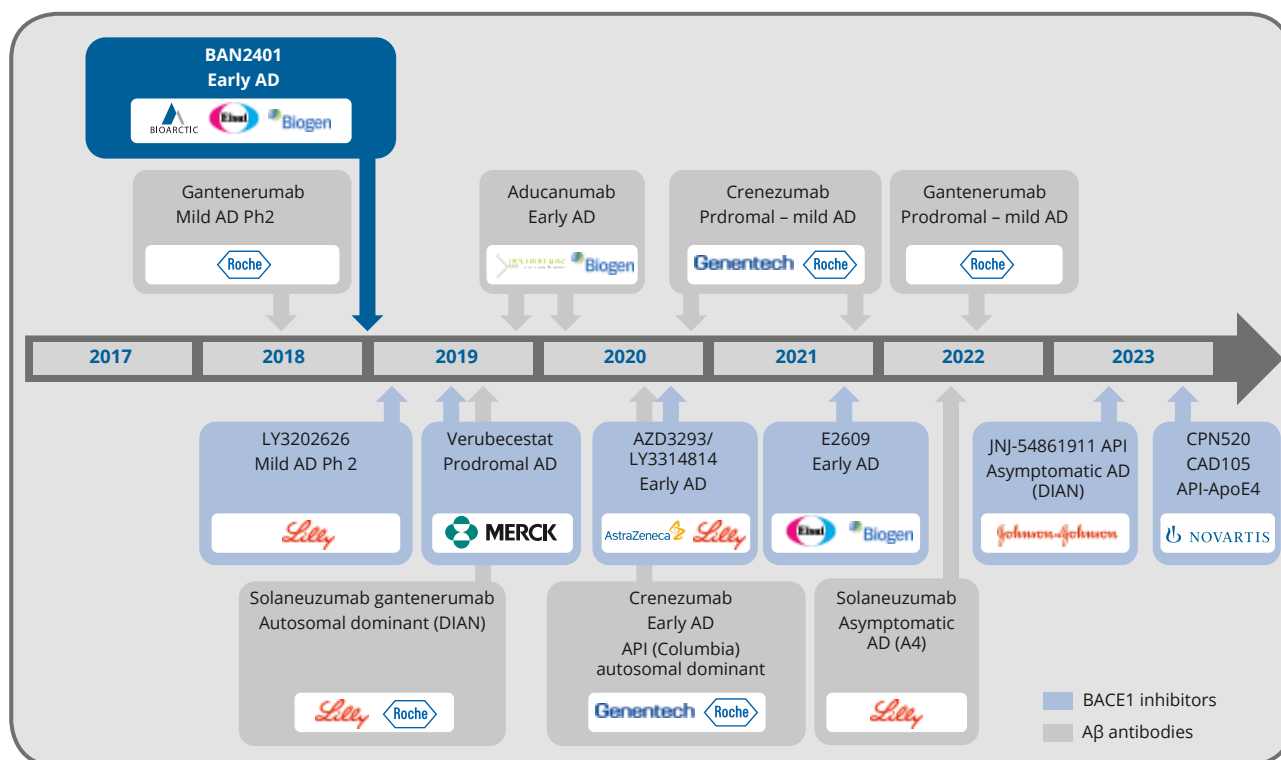 BAN2401
Early AD
BIOARCTIC
Eisai
Biogen
Gantenerumab
Mild AD Ph2
Roche
Aducanumab
Early AD
Biogen
Crenezumab
Prdromal – mild AD
Genentech
Roche
Gantenerumab
Prodromal – mild AD
Roche
2017
2018
2019
2020
2021
2022
2023
LY3202626
Mild AD Ph 2
Lilly
Verubecestat
Prodromal AD
MERCK
AZD3293/
LY3314814
Early AD
AstraZeneca
Lilly
E2609
Early AD
Eisai
Biogen
JNJ-54861911 API
Asymptomatic AD
(DIAN)
Johnson&Johnson
CPN520
CAD105
API-ApoE4
NOVARTIS
Solaneuzumab gantenerumab
Autosomal dominant (DIAN)
Lilly
Roche
Crenezumab
Early AD
API (Columbia)
autosomal dominant
Genentech
Roche
Solaneuzumab
Asymptomatic
AD (A4)
Lilly
BACE1 inhibitors
Aβ antibodies